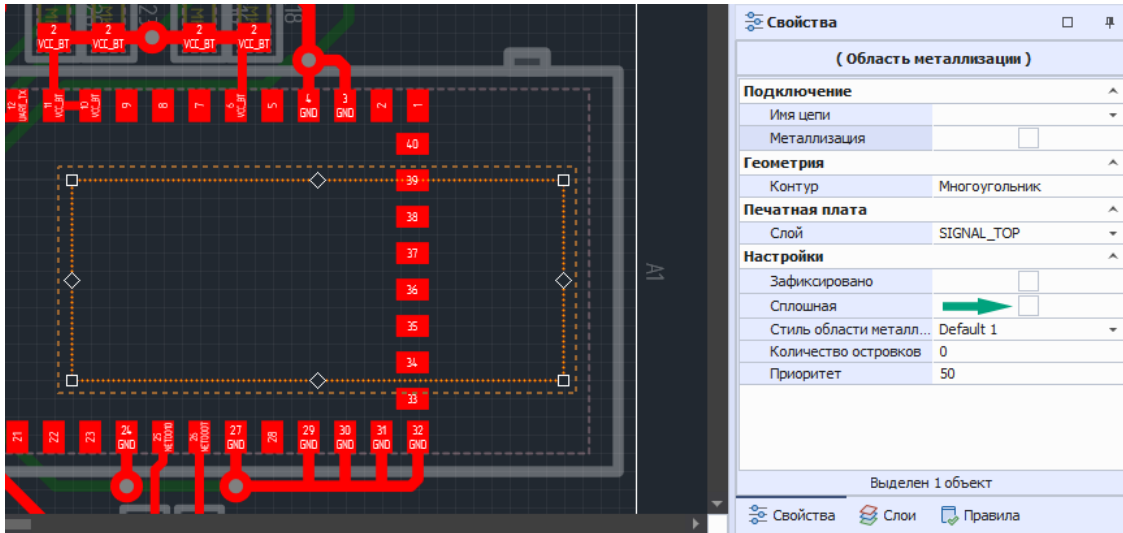 18
2 VCC_BT
2 VCC_BT
2 VCC_BT
2 VCC_BT
12 UART_TX
11 VCC_BT
10 VCC_BT
9
8
7
6 VCC_BT
5
4 GND
3 GND
2
1
40
39
38
37
36
35
34
33
21
22
23
24 GND
25
26
27 GND
28
29 GND
30 GND
31 GND
32 GND
A1
Свойства
( Область металлизации )
Подключение
Имя цепи
Металлизация
Геометрия
Контур Многоугольник
Печатная плата
Слой SIGNAL_TOP
Настройки
Зафиксировано
Сплошная
Стиль области металл... Default 1
Количество островков 0
Приоритет 50
Выделен 1 объект
Свойства Слои Правила